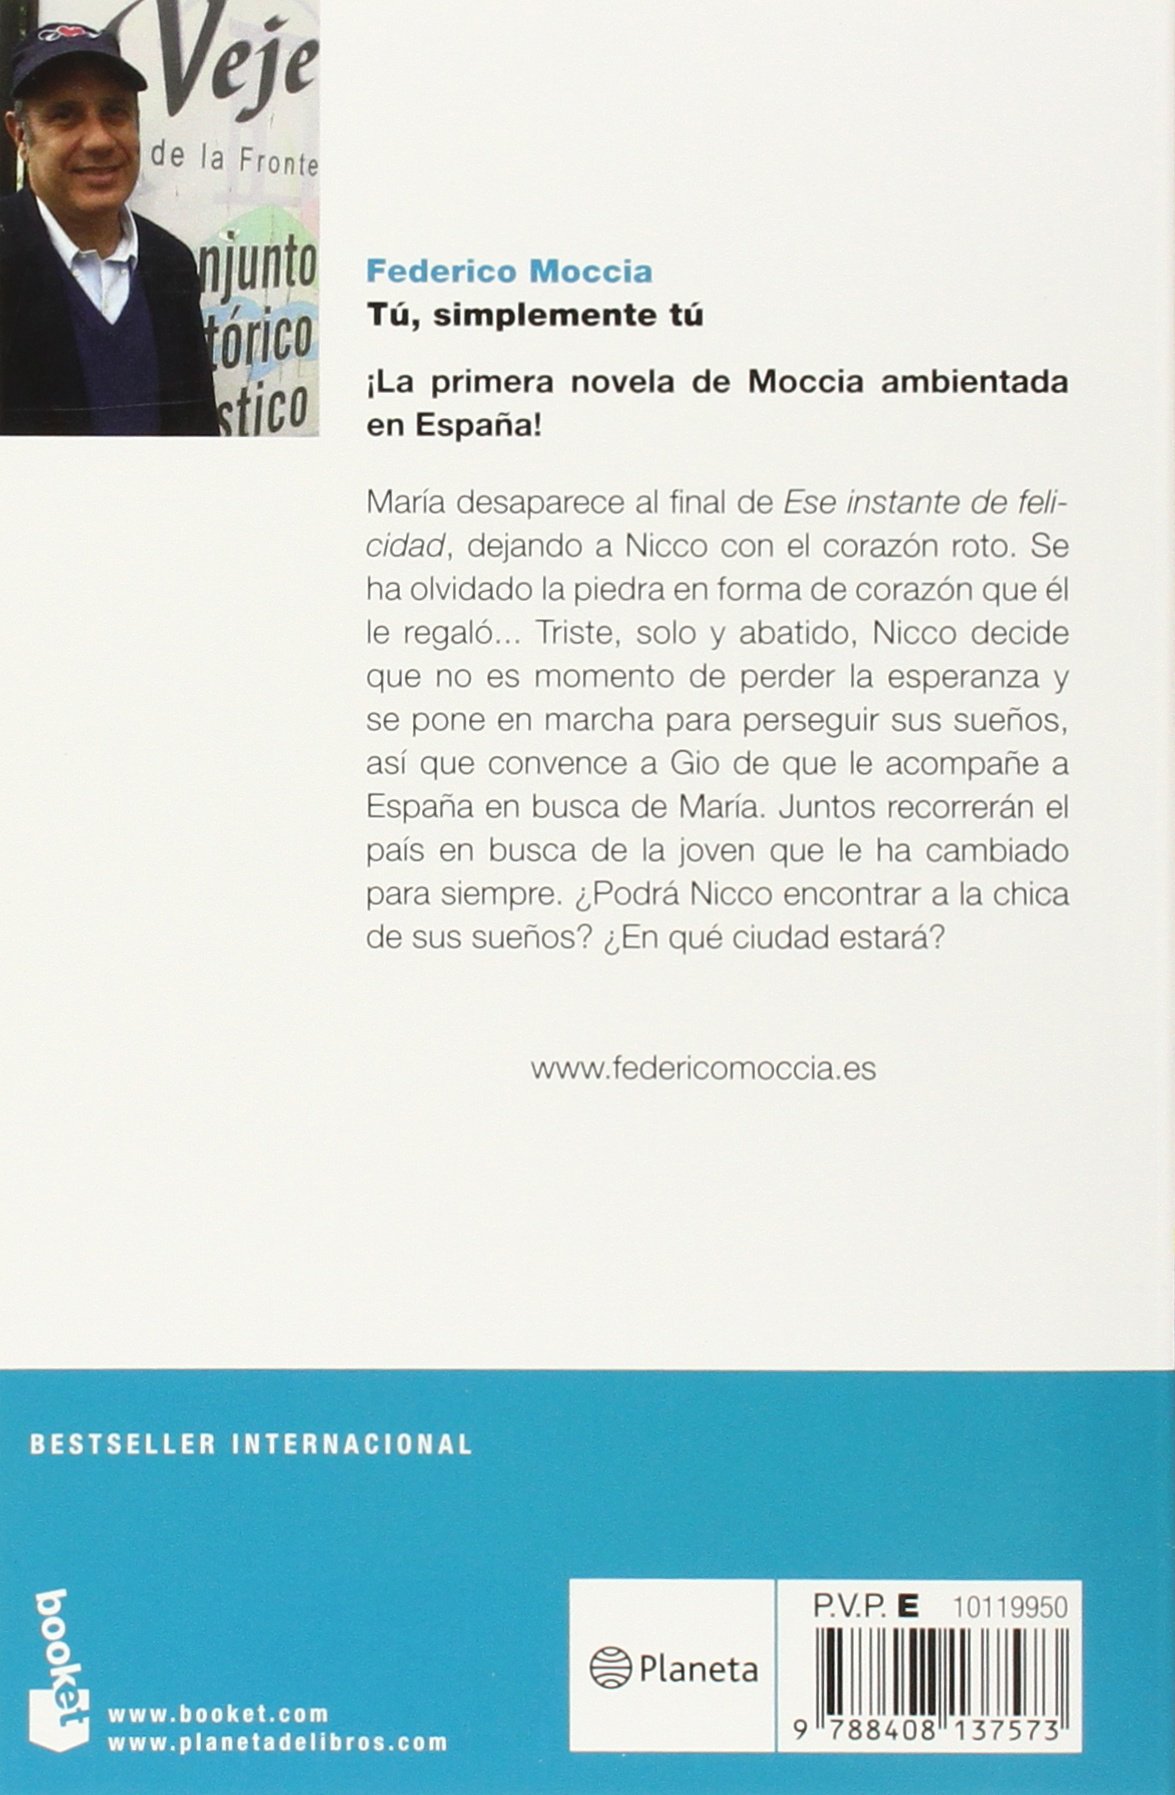 Veje
de la Fronte
njunto
tórico
stico
Federico Moccia
Tú, simplemente tú
¡La primera novela de Moccia ambientada
en España!
María desaparece al final de Ese instante de feli-
cidad, dejando a Nicco con el corazón roto. Se
ha olvidado la piedra en forma de corazón que él
le regaló... Triste, solo y abatido, Nicco decide
que no es momento de perder la esperanza y
se pone en marcha para perseguir sus sueños,
así que convence a Gio de que le acompañe a
España en busca de María. Juntos recorrerán el
país en busca de la joven que le ha cambiado
para siempre. ¿Podrá Nicco encontrar a la chica
de sus sueños? ¿En qué ciudad estará?
www.federicomoccia.es
BESTSELLER INTERNACIONAL
booket
www.booket.com
www.planetadelibros.com
Planeta
P.V.P. E 10119950
9 788408 137573